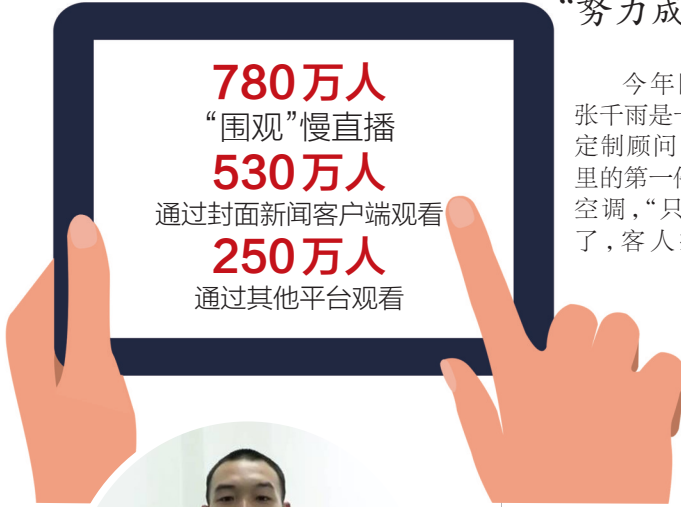 780万人
“围观”慢直播
530万人
通过封面新闻客户端观看
250万人
通过其他平台观看
“努力成
今年
张千雨是
定制顾问
里的第一
空调,“只
了,客人